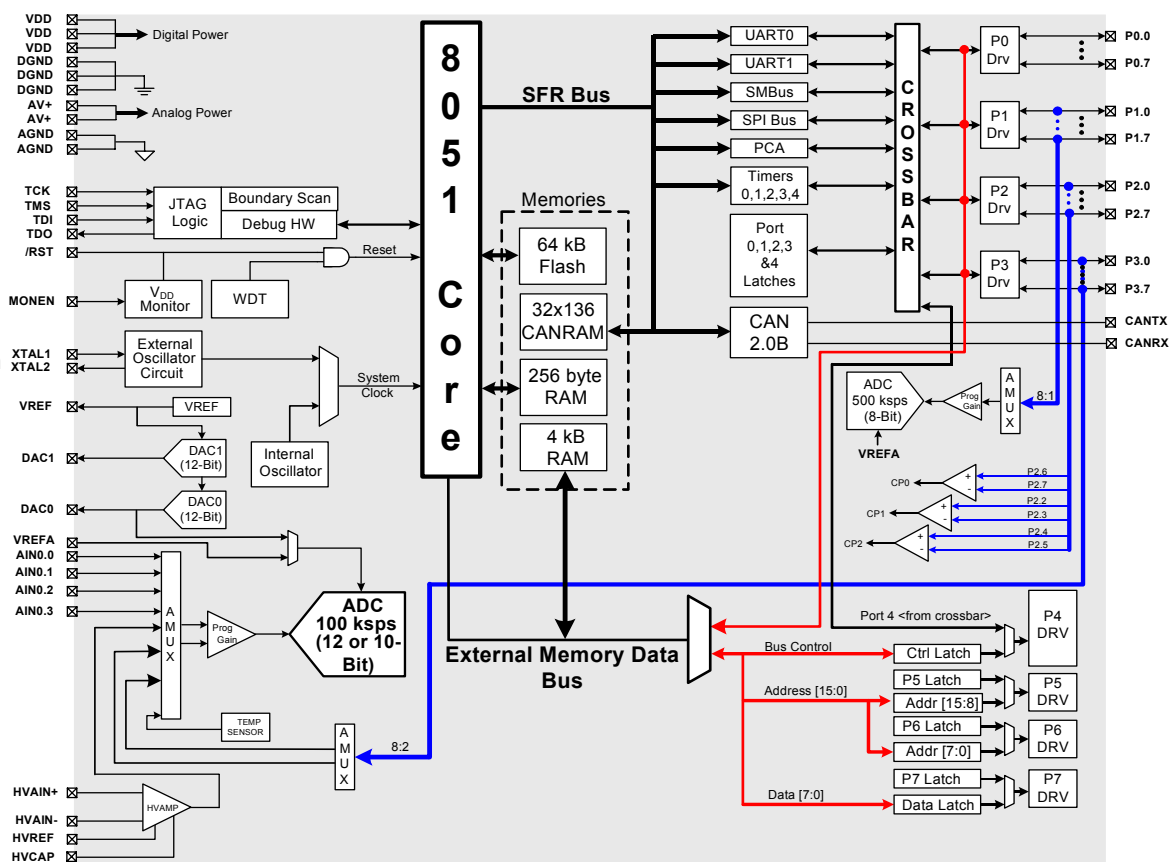 VDD
VDD
VDD
Digital Power
DGND
DGND
DGND
AV+
AV+
Analog Power
AGND
AGND
TCK
TMS
TDI
TDO
JTAG
Logic
Boundary Scan
Debug HW
/RST
Reset
MONEN
VDD
Monitor
WDT
XTAL1
XTAL2
External
Oscillator
Circuit
System
Clock
VREF
VREF
Internal
Oscillator
DAC1
DAC1
(12-Bit)
DAC0
DAC0
(12-Bit)
VREFA
AIN0.0
AIN0.1
AIN0.2
AIN0.3
A
M
U
X
Prog
Gain
ADC
100 ksps
(12 or 10-
Bit)
TEMP
SENSOR
A
M
U
X
8:2
HVAIN+
HVAIN-
HVREF
HVCAP
HVAMP
8
0
5
1
C
o
r
e
SFR Bus
Memories
64 kB
Flash
32x136
CANRAM
256 byte
RAM
4 kB
RAM
External Memory Data
Bus
UART0
UART1
SMBus
SPI Bus
PCA
Timers
0,1,2,3,4
Port
0,1,2,3
&4
Latches
CAN
2.0B
C
R
O
S
S
B
A
R
P0
Drv
P1
Drv
P2
Drv
P3
Drv
P0.0
P0.7
P1.0
P1.7
P2.0
P2.7
P3.0
P3.7
CANTX
CANRX
ADC
500 ksps
(8-Bit)
VREFA
Prog
Gain
A
M
U
X
8:1
CP0
+
-
P2.6
P2.7
CP1
+
-
P2.2
P2.3
CP2
+
-
P2.4
P2.5
Port 4 <from crossbar>
Bus Control
Ctrl Latch
P4
DRV
Address [15:0]
P5 Latch
Addr [15:8]
P5
DRV
P6 Latch
Addr [7:0]
P6
DRV
Data [7:0]
P7 Latch
Data Latch
P7
DRV